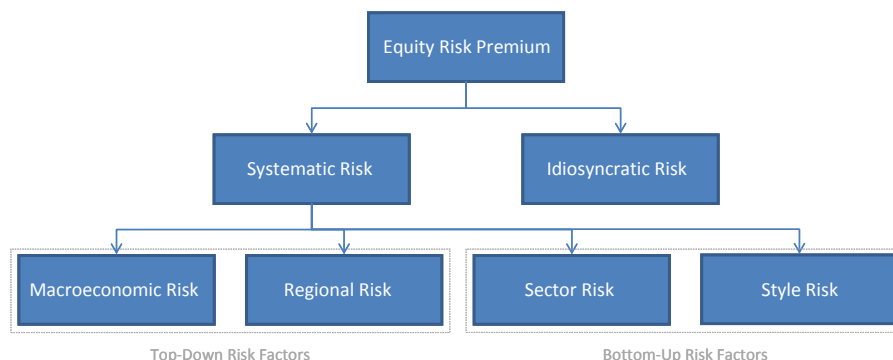 Equity Risk Premium
Systematic Risk
Idiosyncratic Risk
Macroeconomic Risk
Regional Risk
Sector Risk
Style Risk
Top-Down Risk Factors
Bottom-Up Risk Factors